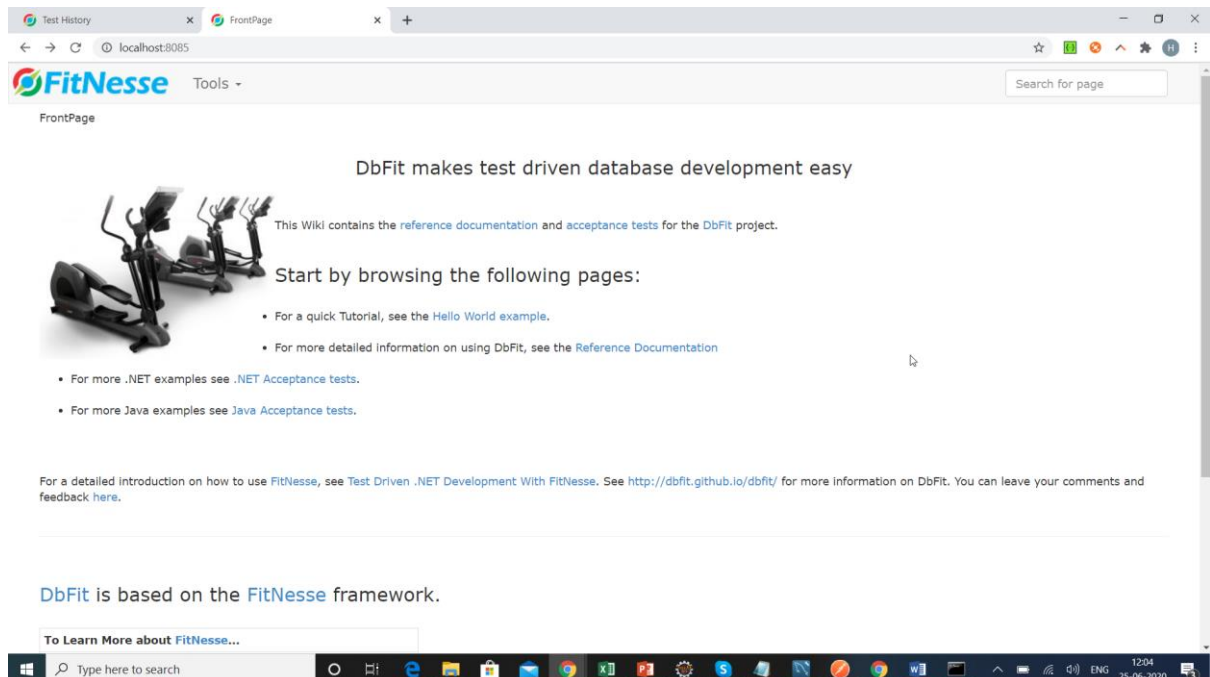 Test History
FrontPage
localhost:8085
H
FitNesse Tools
Search for page
FrontPage
DbFit makes test driven database development easy
This Wiki contains the reference documentation and acceptance tests for the DbFit project.
Start by browsing the following pages:
• For a quick Tutorial, see the Hello World example.
• For more detailed information on using DbFit, see the Reference Documentation
• For more .NET examples see .NET Acceptance tests.
• For more Java examples see Java Acceptance tests.
For a detailed introduction on how to use FitNesse, see Test Driven .NET Development With FitNesse. See http://dbfit.github.io/dbfit/ for more information on DbFit. You can leave your comments and
feedback here.
DbFit is based on the FitNesse framework.
To Learn More about FitNesse...
Type here to search
ENG
12:04
25-06-2020